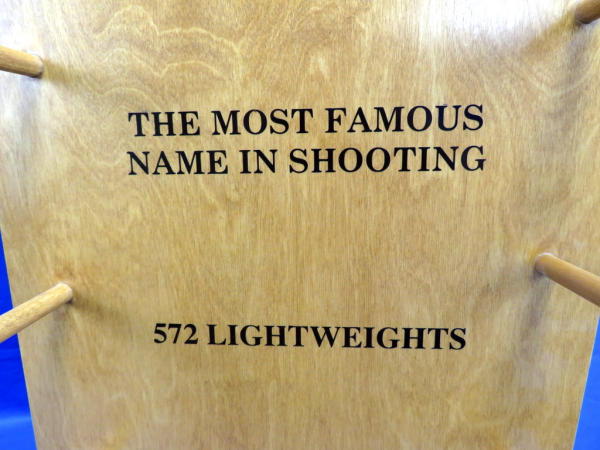 THE MOST FAMOUS
NAME IN SHOOTING
572 LIGHTWEIGHTS